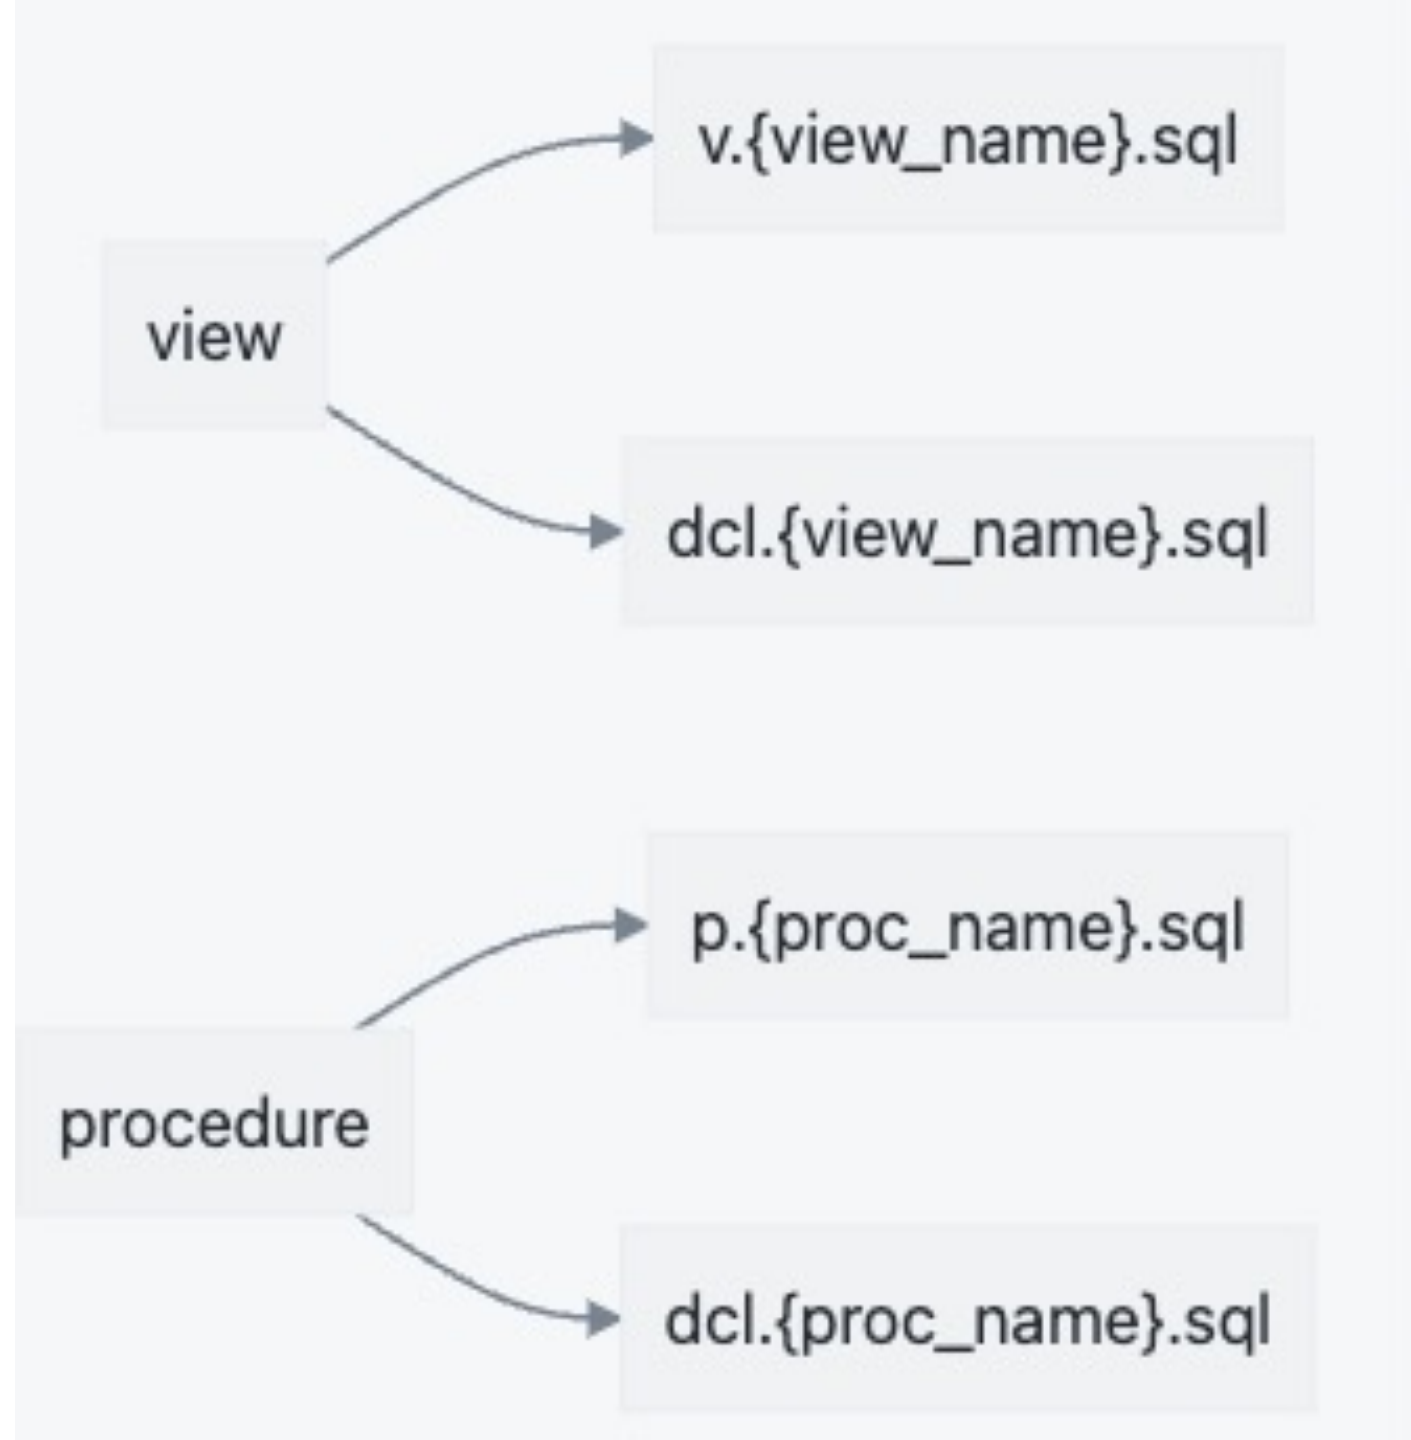 v.{view_name}.sql
view
dcl.{view_name}.sql
p.{proc_name}.sql
procedure
dcl.{proc_name}.sql